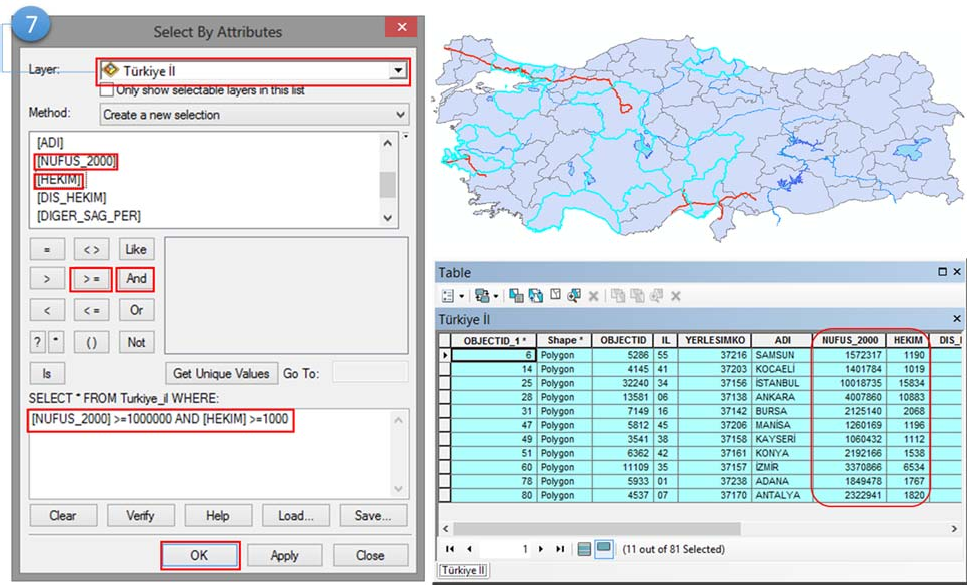 7
Select By Attributes
Layer:
Türkiye İl
Only show selectable layers in this list
Method:
Create a new selection
[ADI]
[NUFUS_2000]
[HEKIM]
[DIS_HEKIM]
[DIGER_SAG_PER]
= < > Like
> > = And
< < = Or
? * ( ) Not
Is
Get Unique Values Go To:
SELECT * FROM Turkiye_il WHERE:
[NUFUS_2000] >=1000000 AND [HEKIM] >=1000
Clear Verify Help Load... Save...
OK Apply Close
Table
Türkiye İl
OBJECTID_1 * Shape * OBJECTID IL YERLESIMKO ADI NUFUS_2000 HEKIM
6 Polygon 5286 55 37216 SAMSUN 1572317 1190
14 Polygon 4145 41 37203 KOCAELİ 1401784 1019
25 Polygon 32240 34 37156 İSTANBUL 10018735 15834
28 Polygon 13581 06 37138 ANKARA 4007860 10883
31 Polygon 7149 16 37142 BURSA 2125140 2068
47 Polygon 5812 45 37206 MANİSA 1260169 1196
49 Polygon 3541 38 37158 KAYSERİ 1060432 1112
51 Polygon 6362 42 37161 KONYA 2192166 1538
60 Polygon 11109 35 37157 İZMİR 3370866 6534
78 Polygon 5933 01 37238 ADANA 1849478 1767
80 Polygon 4537 07 37170 ANTALYA 2322941 1820
1 (11 out of 81 Selected)
Türkiye İl